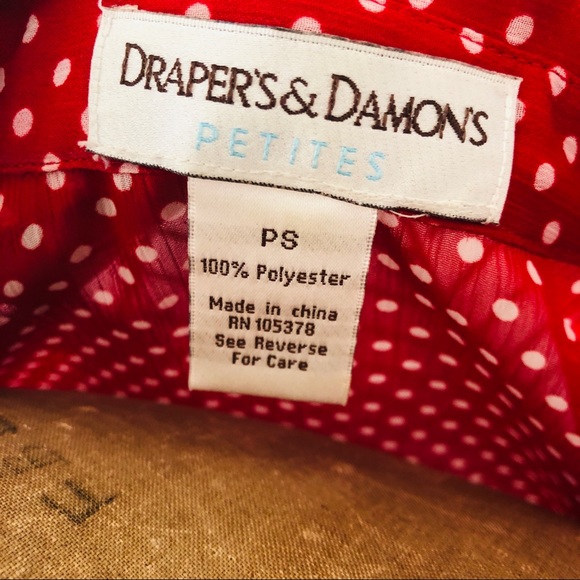 DRAPER'S & DAMON'S
PETITES
PS
100% Polyester
Made in china
RN 105378
See Reverse
For Care